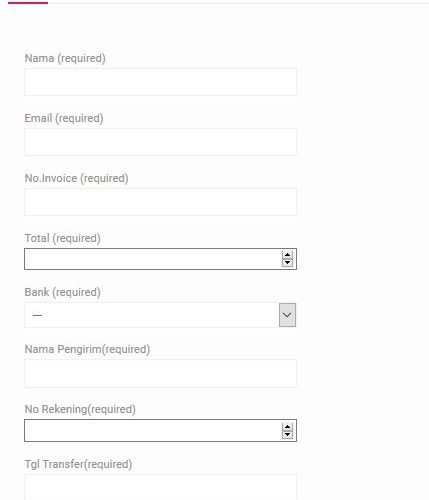 Nama (required)
Email (required)
No.Invoice (required)
Total (required)
Bank (required)
---
Nama Pengirim(required)
No Rekening(required)
Tgl Transfer(required)